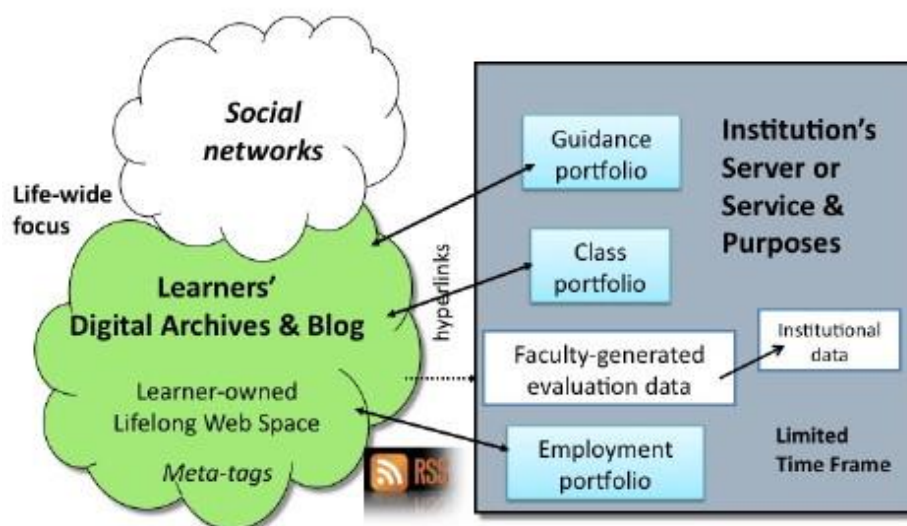 Social
networks
Life-wide
focus
Learners'
Digital Archives & Blog
Learner-owned
Lifelong Web Space
Meta-tags
RSS
hyperlinks
Guidance
portfolio
Class
portfolio
Faculty-generated
evaluation data
Employment
portfolio
Institution's
Server or
Service &
Purposes
Institutional
data
Limited
Time Frame